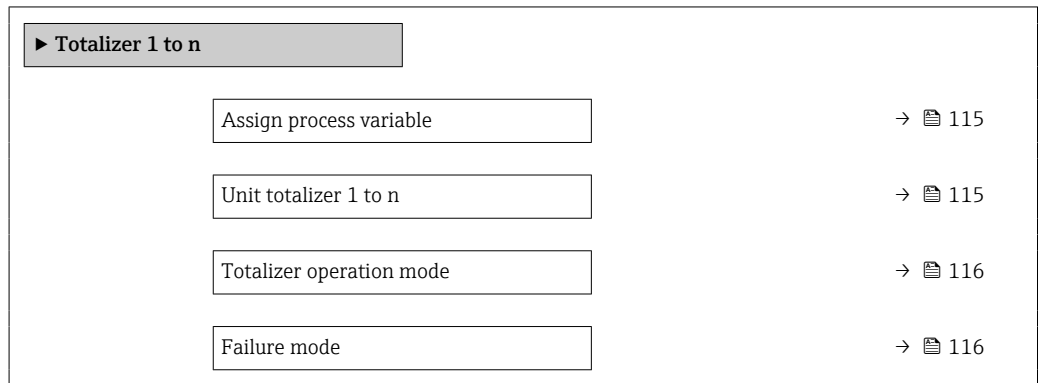 ▶ Totalizer 1 to n
Assign process variable → 115
Unit totalizer 1 to n → 115
Totalizer operation mode → 116
Failure mode → 116